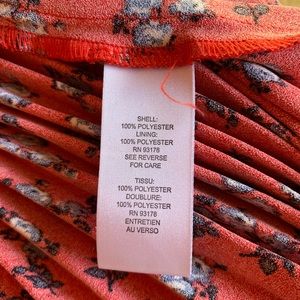 SHELL:
100% POLYESTER
LINING:
100% POLYESTER
RN 93178
SEE REVERSE
FOR CARE
TISSU:
100% POLYESTER
DOUBLURE:
100% POLYESTER
RN 93178
ENTRETIEN
AU VERSO